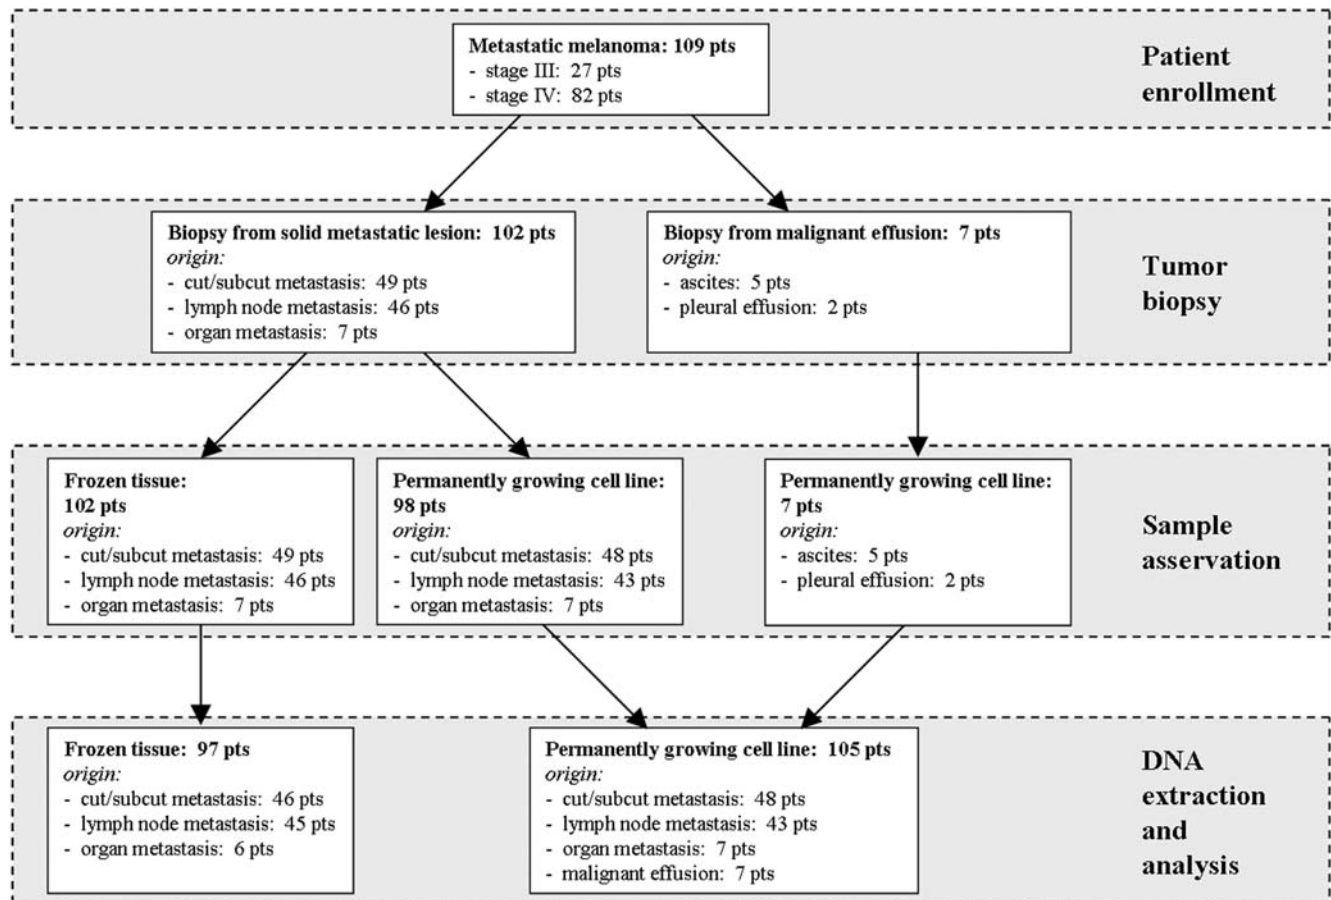 Metastatic melanoma: 109 pts
- stage III: 27 pts
- stage IV: 82 pts
Patient
enrollment
Biopsy from solid metastatic lesion: 102 pts
origin:
- cut/subcut metastasis: 49 pts
- lymph node metastasis: 46 pts
- organ metastasis: 7 pts
Biopsy from malignant effusion: 7 pts
origin:
- ascites: 5 pts
- pleural effusion: 2 pts
Tumor
biopsy
Frozen tissue:
102 pts
origin:
- cut/subcut metastasis: 49 pts
- lymph node metastasis: 46 pts
- organ metastasis: 7 pts
Permanently growing cell line:
98 pts
origin:
- cut/subcut metastasis: 48 pts
- lymph node metastasis: 43 pts
- organ metastasis: 7 pts
Permanently growing cell line:
7 pts
origin:
- ascites: 5 pts
- pleural effusion: 2 pts
Sample
asservation
Frozen tissue: 97 pts
origin:
- cut/subcut metastasis: 46 pts
- lymph node metastasis: 45 pts
- organ metastasis: 6 pts
Permanently growing cell line: 105 pts
origin:
- cut/subcut metastasis: 48 pts
- lymph node metastasis: 43 pts
- organ metastasis: 7 pts
- malignant effusion: 7 pts
DNA
extraction
and
analysis